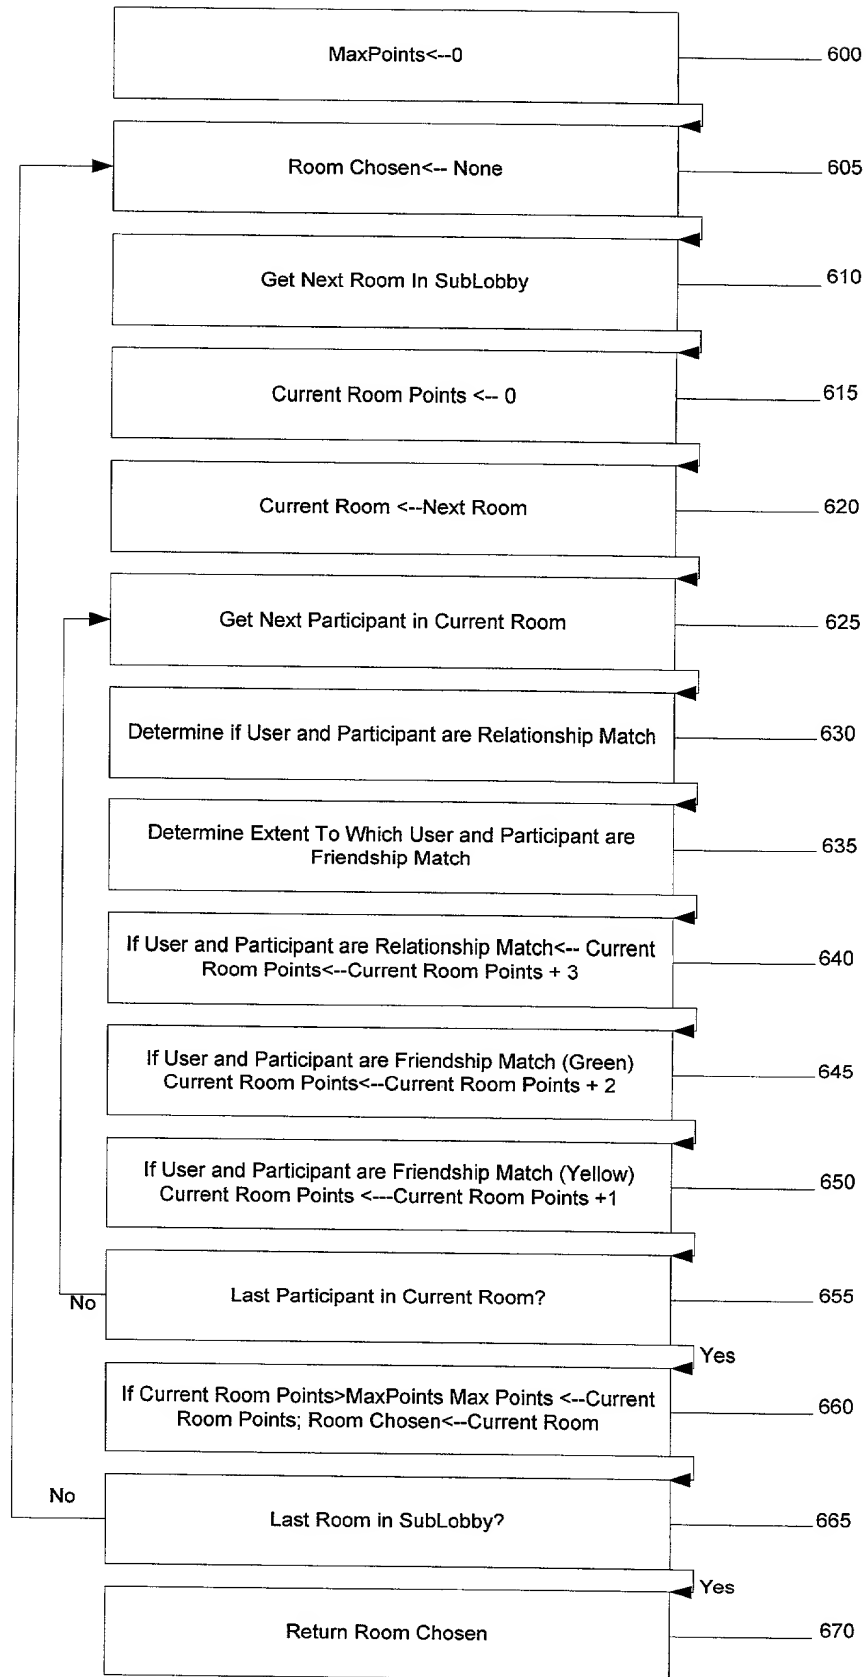 MaxPoints<--0
600
Room Chosen<-- None
605
Get Next Room In SubLobby
610
Current Room Points <-- 0
615
Current Room <--Next Room
620
Get Next Participant in Current Room
625
Determine if User and Participant are Relationship Match
630
Determine Extent To Which User and Participant are
Friendship Match
635
If User and Participant are Relationship Match<-- Current
Room Points<--Current Room Points + 3
640
If User and Participant are Friendship Match (Green)
Current Room Points<--Current Room Points + 2
645
If User and Participant are Friendship Match (Yellow)
Current Room Points <---Current Room Points +1
650
Last Participant in Current Room?
655
No
Yes
If Current Room Points>MaxPoints Max Points <--Current
Room Points; Room Chosen<--Current Room
660
No
Last Room in SubLobby?
665
Yes
Return Room Chosen
670